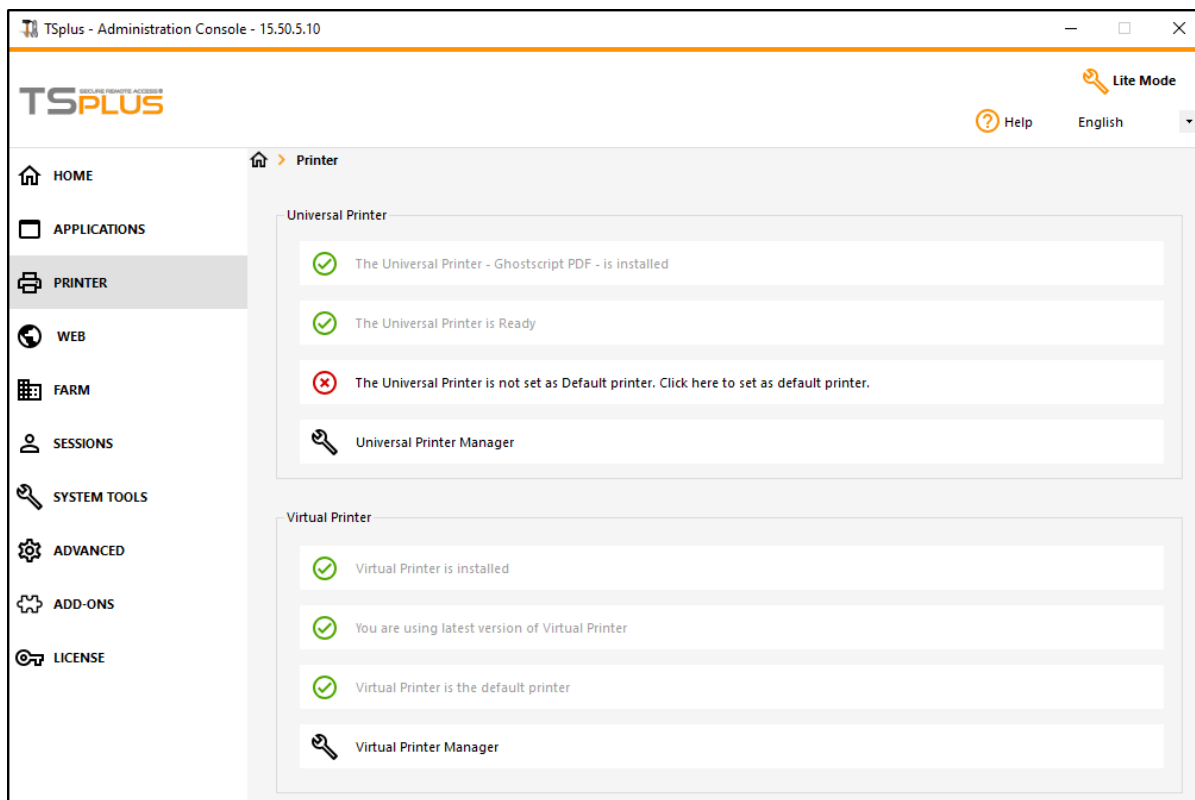 TSplus - Administration Console - 15.50.5.10
SECURE REMOTE ACCESS®
TSPLUS
Lite Mode
Help
English
HOME
APPLICATIONS
PRINTER
WEB
FARM
SESSIONS
SYSTEM TOOLS
ADVANCED
ADD-ONS
LICENSE
Printer
Universal Printer
The Universal Printer - Ghostscript PDF - is installed
The Universal Printer is Ready
The Universal Printer is not set as Default printer. Click here to set as default printer.
Universal Printer Manager
Virtual Printer
Virtual Printer is installed
You are using latest version of Virtual Printer
Virtual Printer is the default printer
Virtual Printer Manager